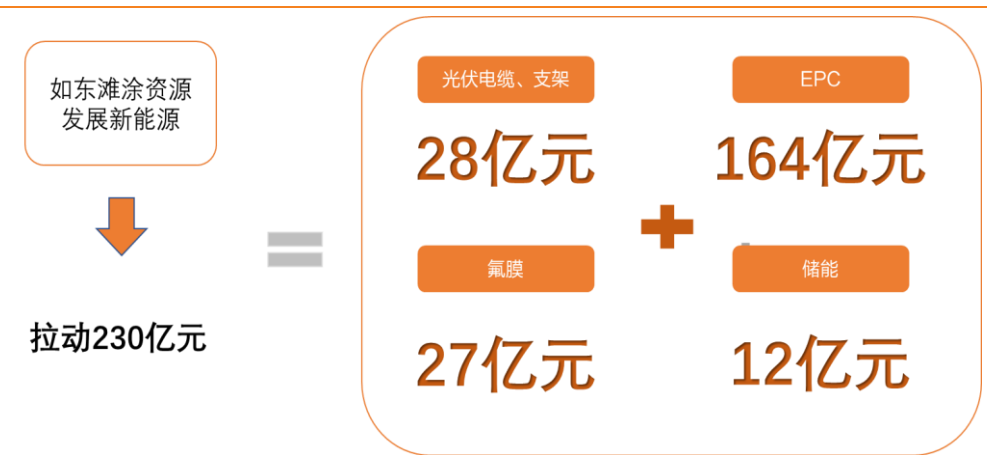 如东滩涂资源
发展新能源
拉动230亿元
光伏电缆、支架
EPC
28亿元
164亿元
氟膜
储能
27亿元
12亿元